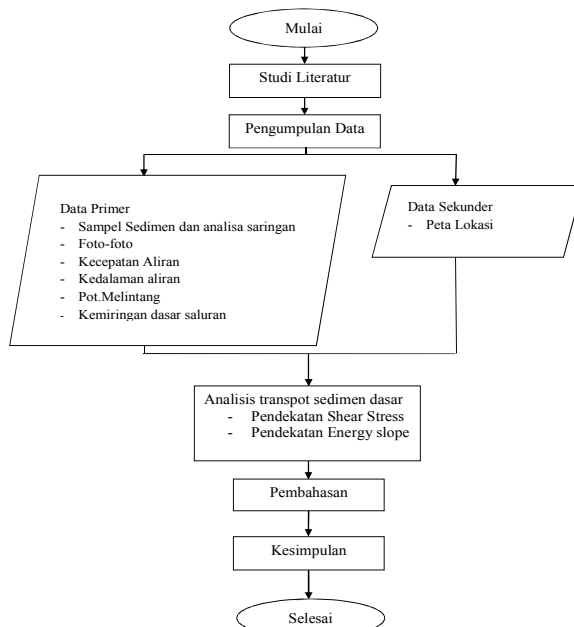 Mulai
Studi Literatur
Pengumpulan Data
Data Primer
- Sampel Sedimen dan analisa saringan
- Foto-foto
- Kecepatan Aliran
- Kedalaman aliran
- Pot.Melintang
- Kemiringan dasar saluran
Data Sekunder
- Peta Lokasi
Analisis transpot sedimen dasar
- Pendekatan Shear Stress
- Pendekatan Energy slope
Pembahasan
Kesimpulan
Selesai